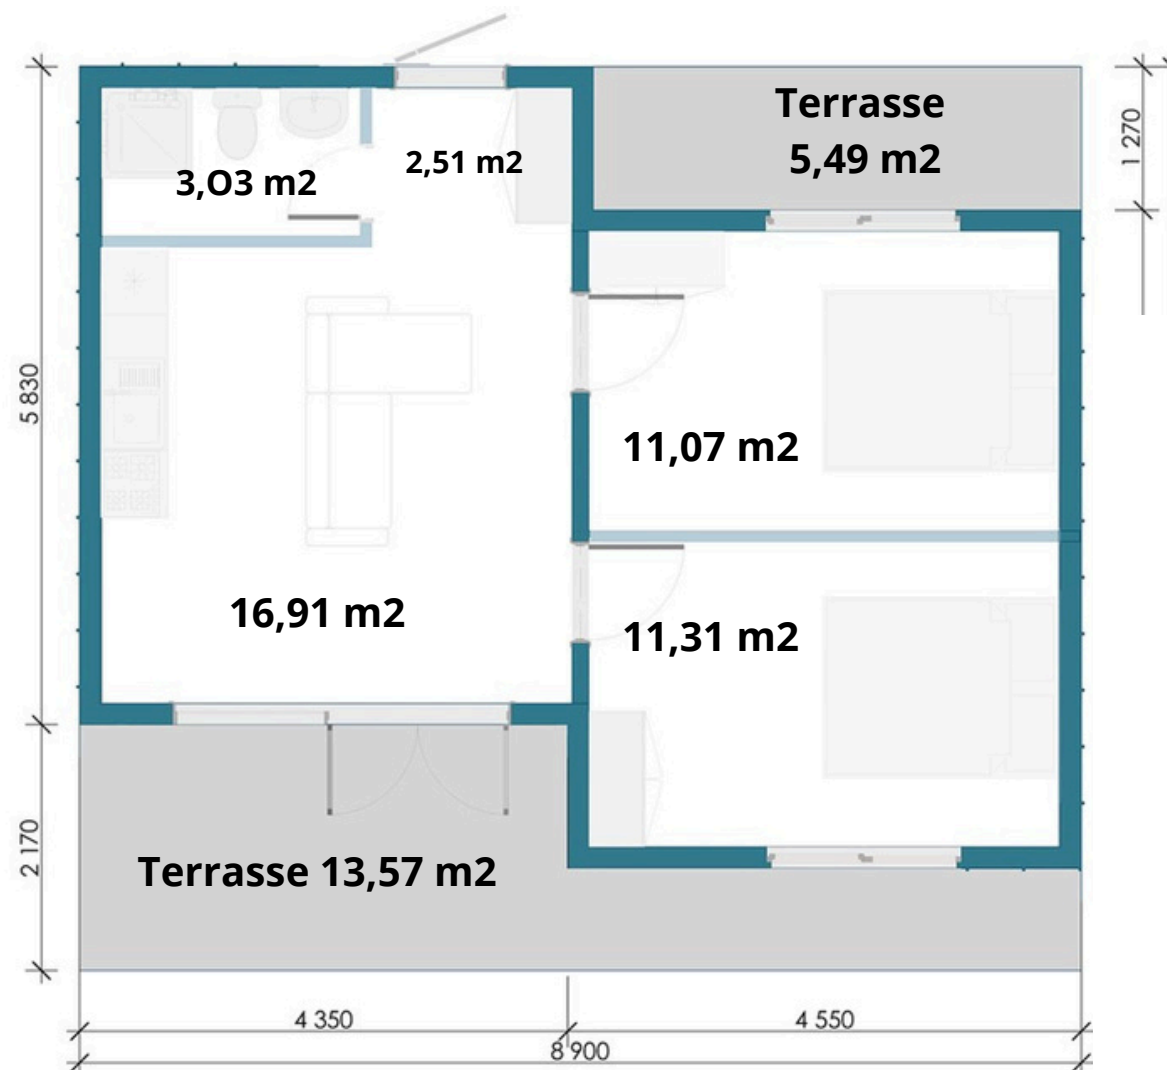 Terrasse
5,49 m2
1 270
2,51 m2
3,O3 m2
5 830
11,07 m2
16,91 m2
11,31 m2
2 170
Terrasse 13,57 m2
4 350
4 550
8 900